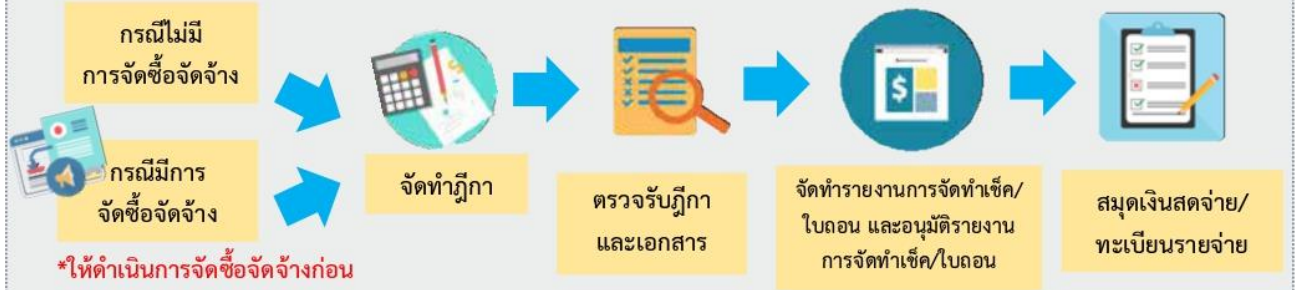 กรณีไม่มี
การจัดซื้อจัดจ้าง
กรณีมีการ
จัดซื้อจัดจ้าง
*ให้ดำเนินการจัดซื้อจัดจ้างก่อน
จัดทำฎีกา
ตรวจรับฎีกา
และเอกสาร
จัดทำรายงานการจัดทำเช็ค/
ใบถอน และอนุมัติรายงาน
การจัดทำเช็ค/ใบถอน
สมุดเงินสดจ่าย/
ทะเบียนรายจ่าย